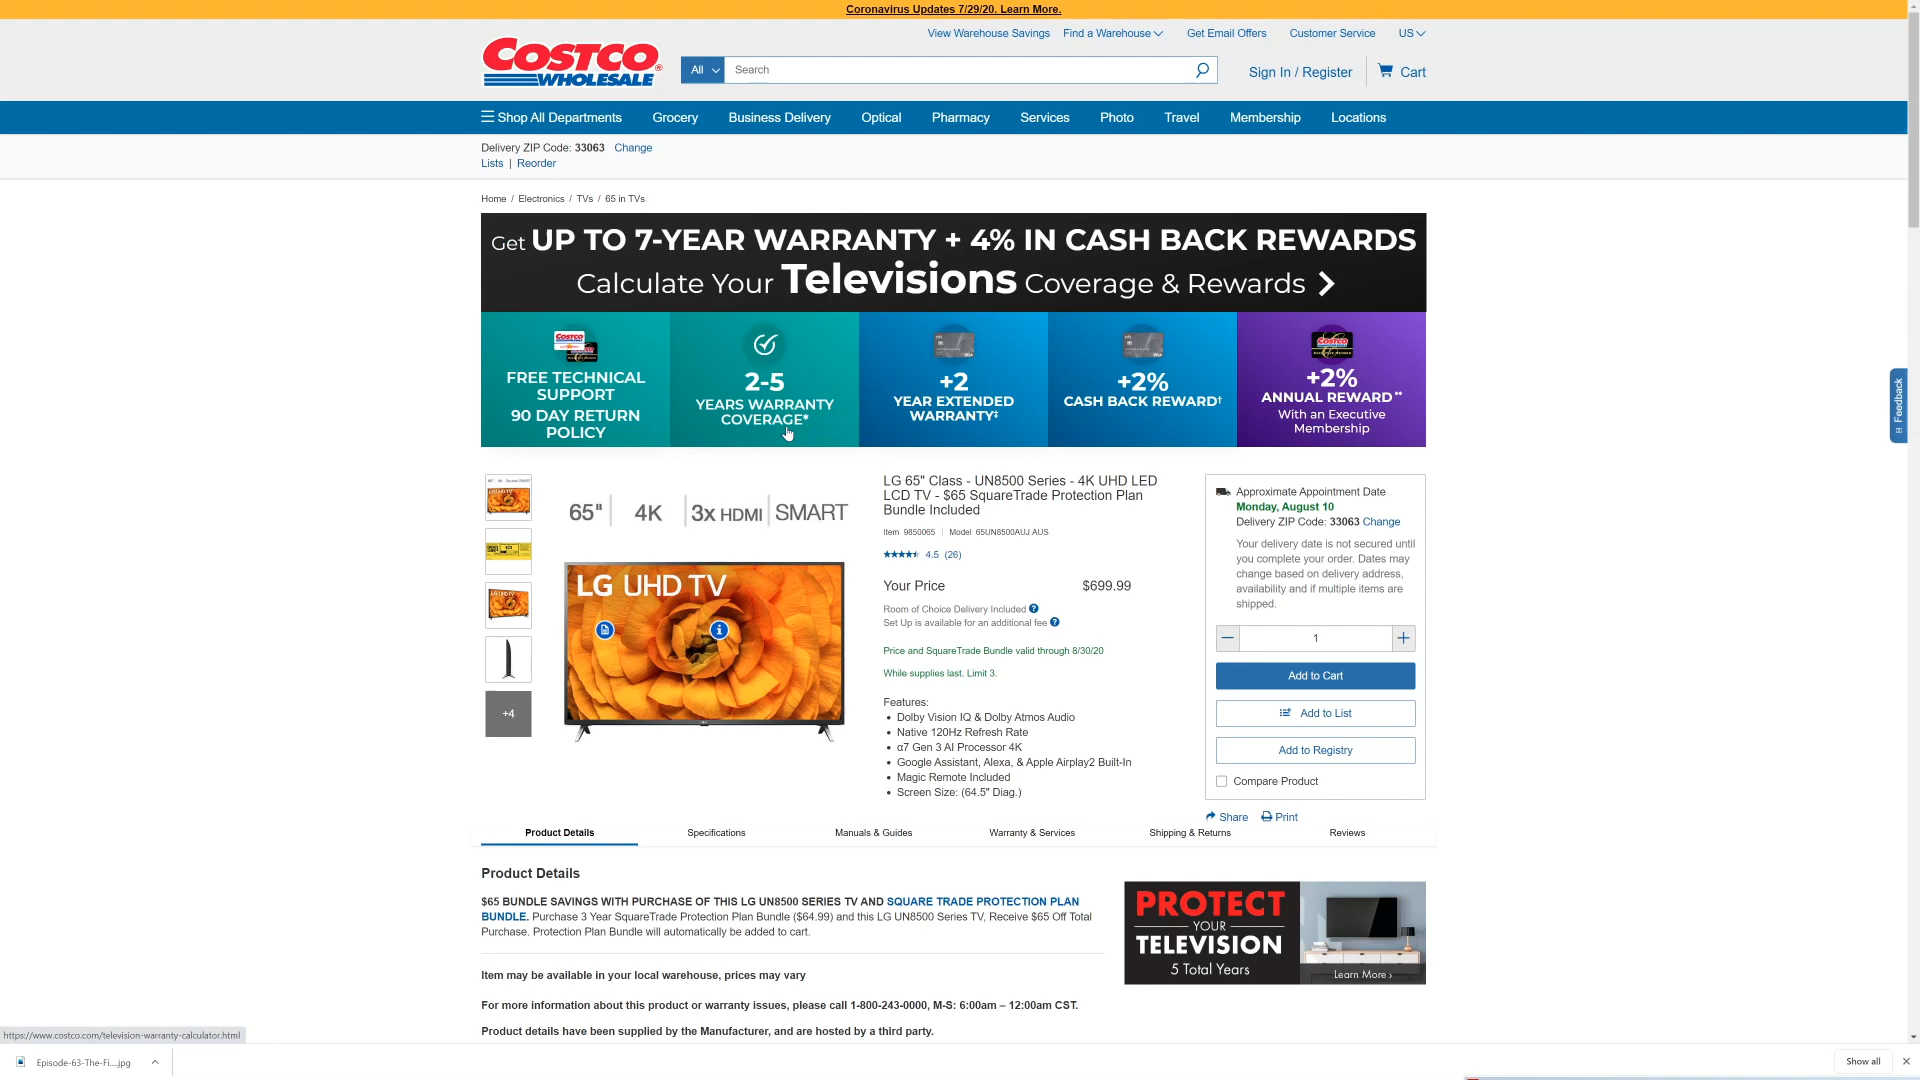 Coronavirus Updates 7/29/20. Learn More.
View Warehouse Savings Find a Warehouse Get Email Offers Customer Service US
COSTCO WHOLESALE
All Search Sign In / Register Cart
Shop All Departments Grocery Business Delivery Optical Pharmacy Services Photo Travel Membership Locations
Delivery ZIP Code: 33063 Change
Lists | Reorder
Home / Electronics / TVs / 65 in TVs
Get UP TO 7-YEAR WARRANTY + 4% IN CASH BACK REWARDS
Calculate Your Televisions Coverage & Rewards
FREE TECHNICAL
SUPPORT
90 DAY RETURN
POLICY
2-5
YEARS WARRANTY
COVERAGE*
+2
YEAR EXTENDED
WARRANTY‡
+2%
CASH BACK REWARD†
+2%
ANNUAL REWARD**
With an Executive
Membership
Feedback
65" | 4K | 3x HDMI | SMART
LG UHD TV
+4
LG 65" Class - UN8500 Series - 4K UHD LED
LCD TV - $65 SquareTrade Protection Plan
Bundle Included
Item 9850065 | Model 65UN8500AUJ.AUS
4.5 (26)
Your Price $699.99
Room of Choice Delivery Included
Set Up is available for an additional fee
Price and SquareTrade Bundle valid through 8/30/20
While supplies last. Limit 3.
Features:
• Dolby Vision IQ & Dolby Atmos Audio
• Native 120Hz Refresh Rate
• α7 Gen 3 AI Processor 4K
• Google Assistant, Alexa, & Apple Airplay2 Built-In
• Magic Remote Included
• Screen Size: (64.5" Diag.)
Approximate Appointment Date
Monday, August 10
Delivery ZIP Code: 33063 Change
Your delivery date is not secured until
you complete your order. Dates may
change based on delivery address,
availability and if multiple items are
shipped.
1
Add to Cart
Add to List
Add to Registry
Compare Product
Share Print
Product Details Specifications Manuals & Guides Warranty & Services Shipping & Returns Reviews
Product Details
$65 BUNDLE SAVINGS WITH PURCHASE OF THIS LG UN8500 SERIES TV AND SQUARE TRADE PROTECTION PLAN
BUNDLE. Purchase 3 Year SquareTrade Protection Plan Bundle ($64.99) and this LG UN8500 Series TV, Receive $65 Off Total
Purchase. Protection Plan Bundle will automatically be added to cart.
Item may be available in your local warehouse, prices may vary
For more information about this product or warranty issues, please call 1-800-243-0000, M-S: 6:00am – 12:00am CST.
Product details have been supplied by the Manufacturer, and are hosted by a third party.
PROTECT
YOUR
TELEVISION
5 Total Years
Learn More ›
https://www.costco.com/television-warranty-calculator.html
Episode-63-The-Fi....jpg
Show all